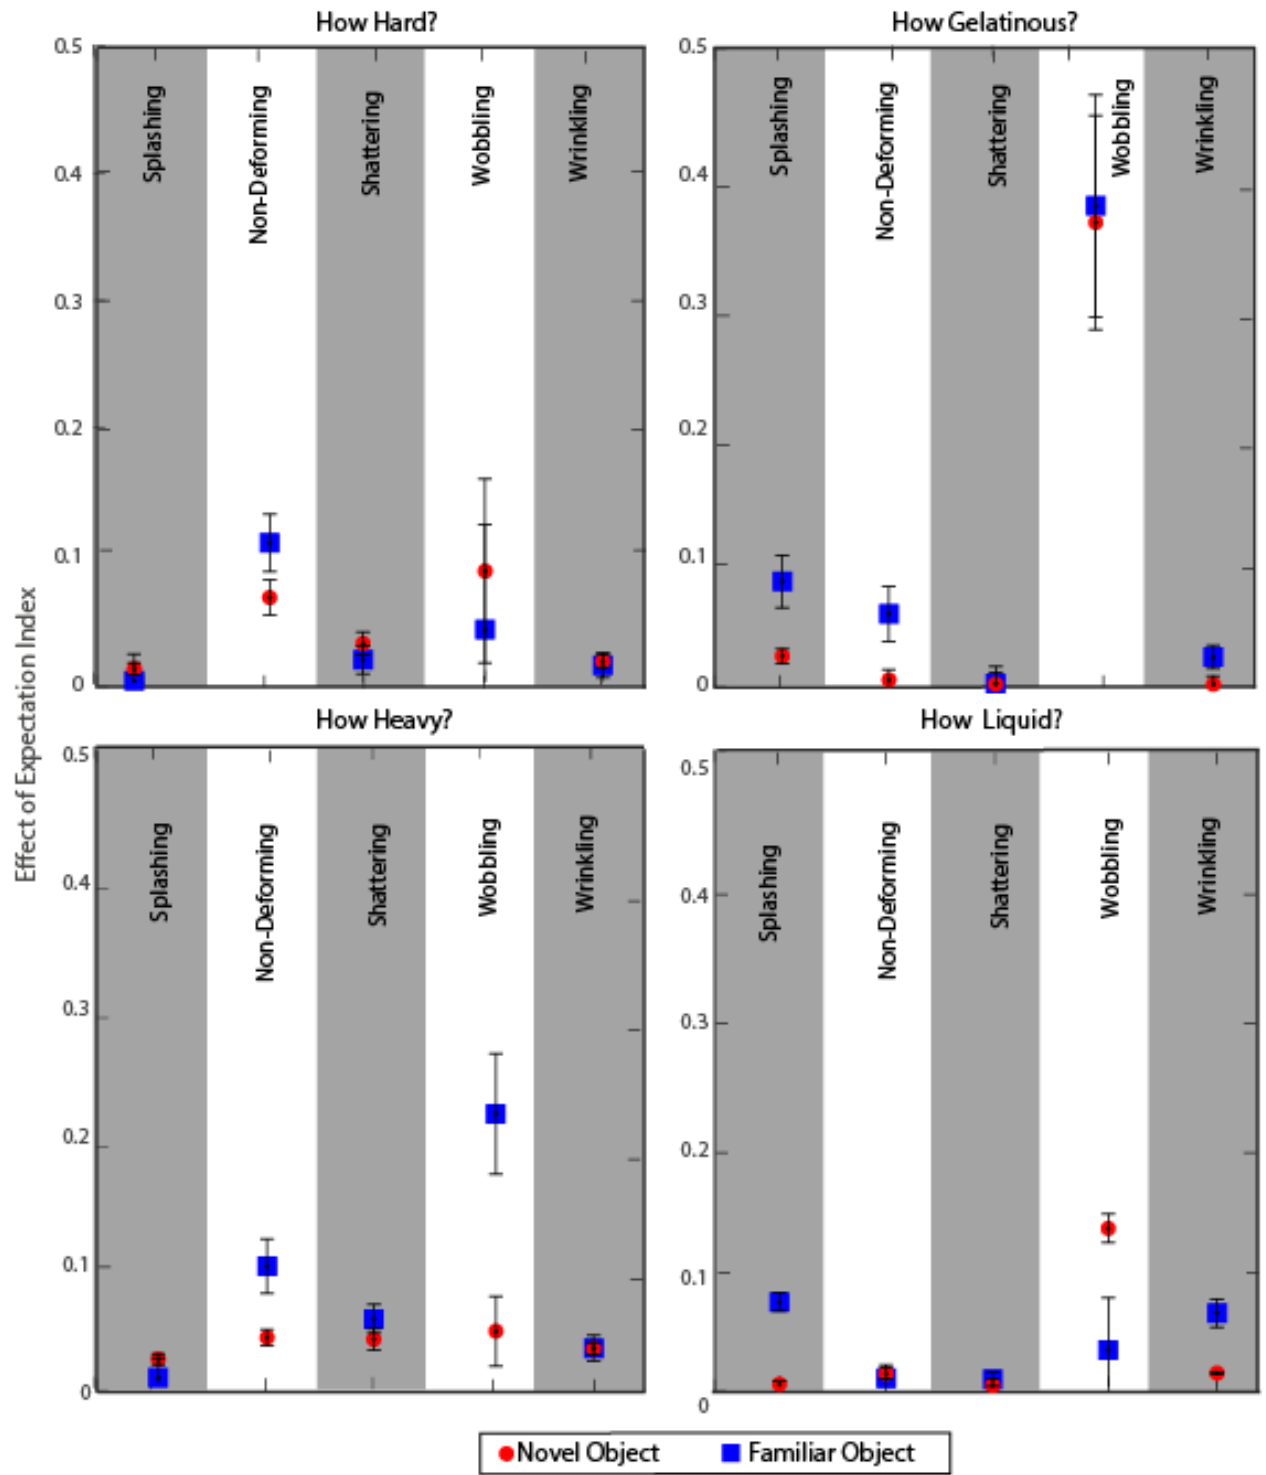 How Hard?
How Gelatinous?
0.5
0.4
0.3
0.2
0.1
0
Splashing
Non-Deforming
Shattering
Wobbling
Wrinkling
0.5
0.4
0.3
0.2
0.1
0
Splashing
Non-Deforming
Shattering
Wobbling
Wrinkling
Effect of Expectation Index
How Heavy?
How Liquid?
0.5
0.4
0.3
0.2
0.1
0
Splashing
Non-Deforming
Shattering
Wobbling
Wrinkling
0.5
0.4
0.3
0.2
0.1
0
Splashing
Non-Deforming
Shattering
Wobbling
Wrinkling
Novel Object
Familiar Object